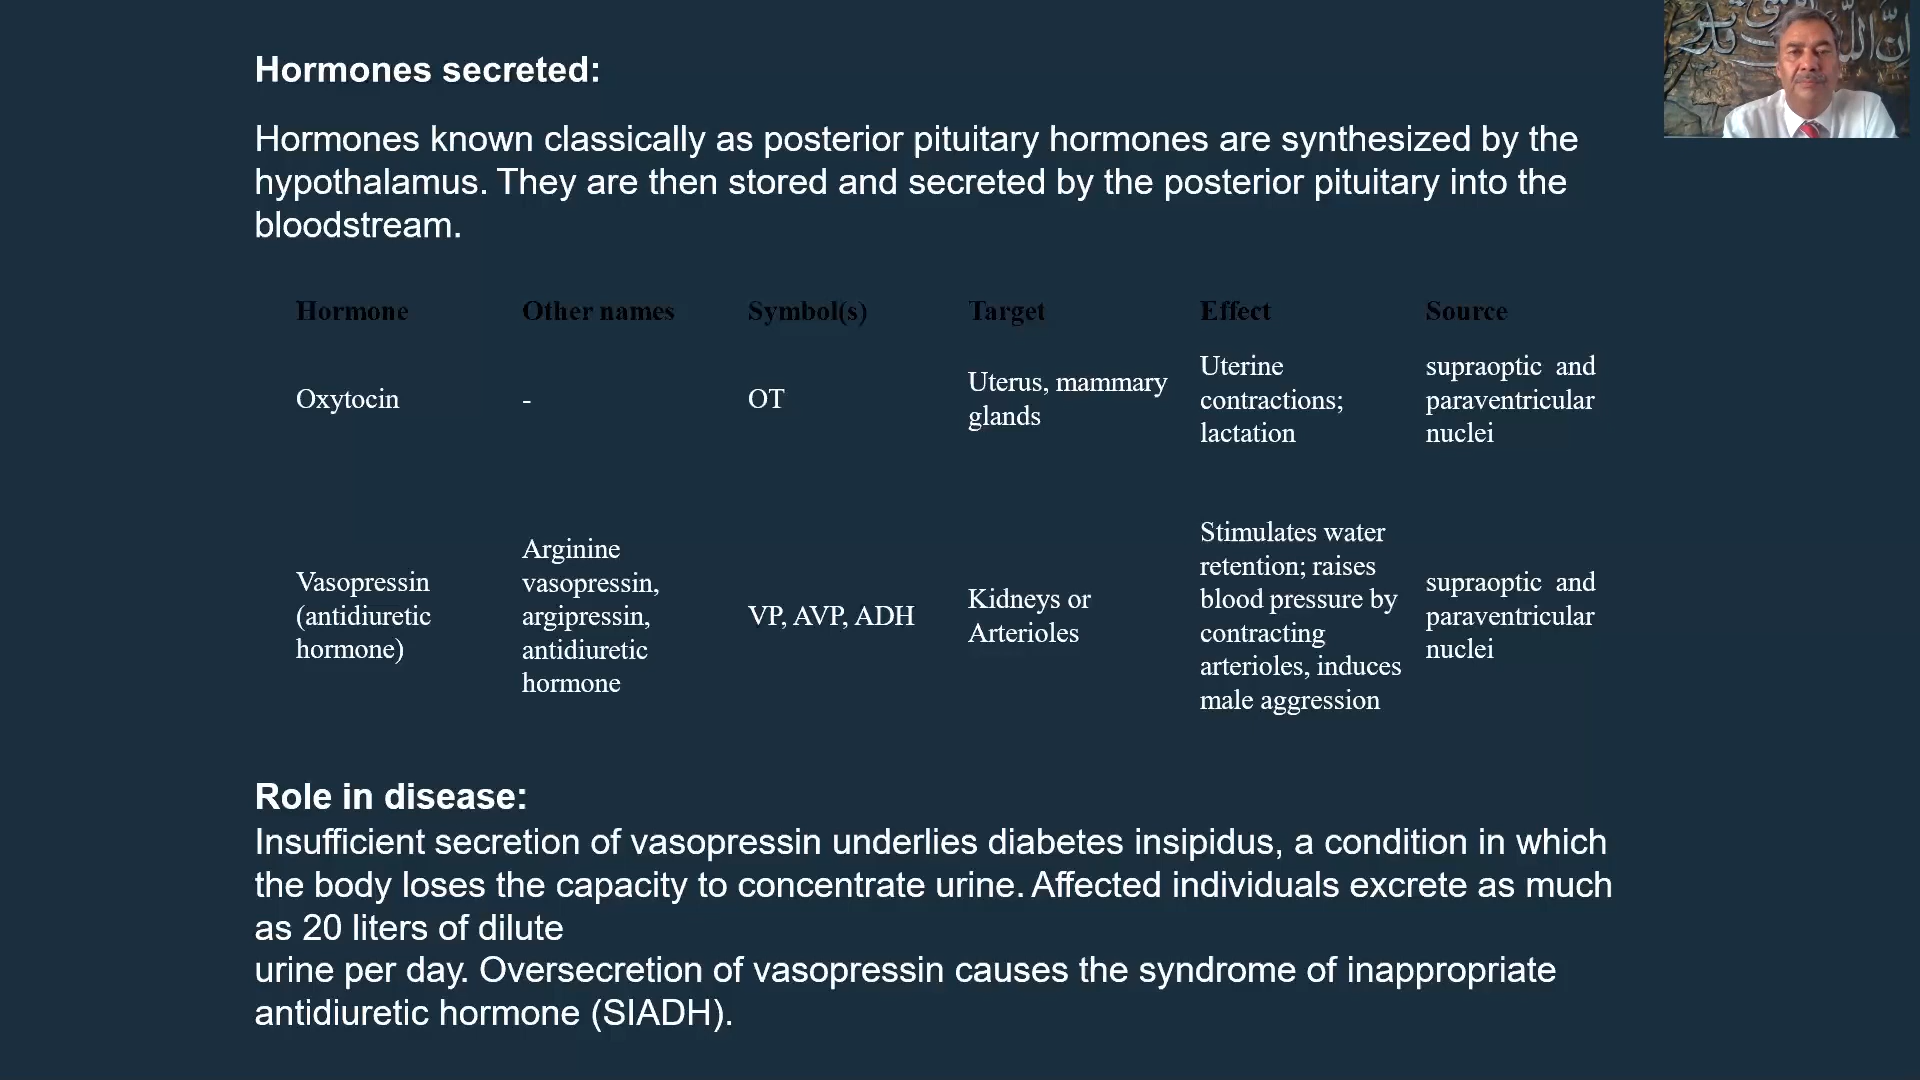 Hormones secreted:
Hormones known classically as posterior pituitary hormones are synthesized by the
hypothalamus. They are then stored and secreted by the posterior pituitary into the
bloodstream.
Hormone Other names Symbol(s) Target Effect Source
Oxytocin - OT Uterus, mammary glands Uterine contractions; lactation supraoptic and paraventricular nuclei
Vasopressin (antidiuretic hormone) Arginine vasopressin, argipressin, antidiuretic hormone VP, AVP, ADH Kidneys or Arterioles Stimulates water retention; raises blood pressure by contracting arterioles, induces male aggression supraoptic and paraventricular nuclei
Role in disease:
Insufficient secretion of vasopressin underlies diabetes insipidus, a condition in which
the body loses the capacity to concentrate urine. Affected individuals excrete as much
as 20 liters of dilute
urine per day. Oversecretion of vasopressin causes the syndrome of inappropriate
antidiuretic hormone (SIADH).